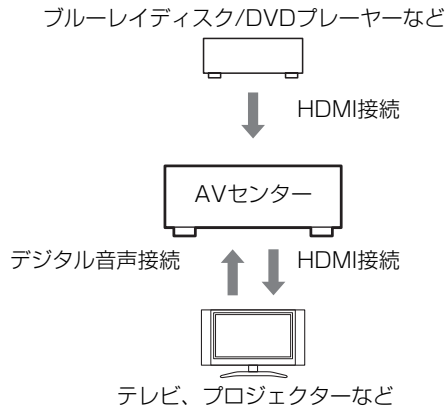 ブルーレイディスク/DVDプレーヤーなど
HDMI接続
AVセンター
デジタル音声接続
HDMI接続
テレビ、プロジェクターなど